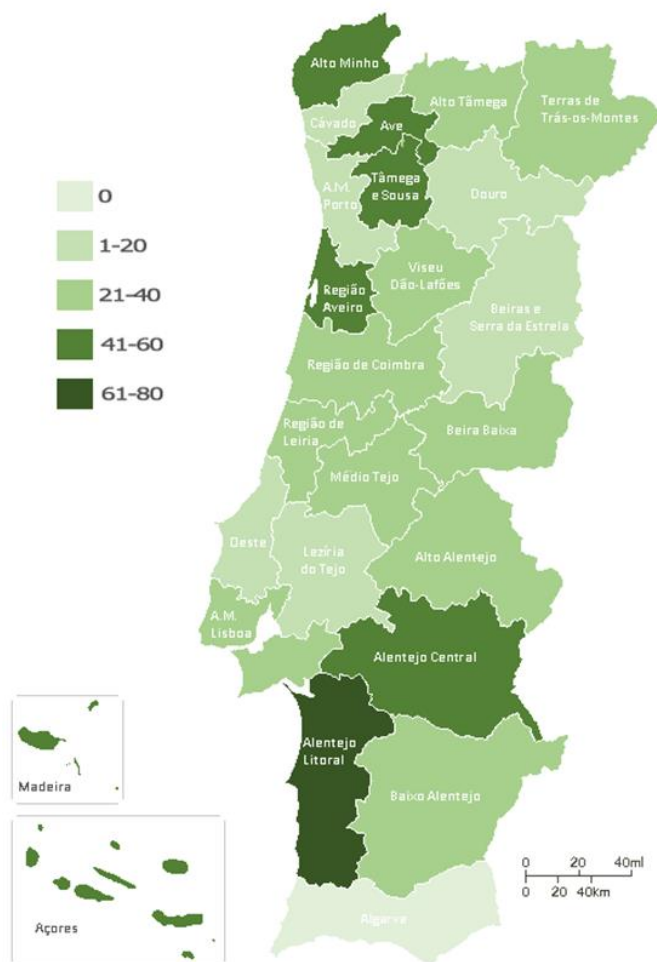 Alto Minho
Cávado
Ave
Alto Tâmega
Terras de
Trás-os-Montes
A.M.
Porto
Tâmega
e Sousa
Douro
0
1-20
21-40
41-60
61-80
Região
Aveiro
Viseu
Dão-Lafões
Beiras e
Serra da Estrela
Região de Coimbra
Região de
Leiria
Beira Baixa
Médio Tejo
Oeste
Lezíria
do Tejo
Alto Alentejo
A.M.
Lisboa
Alentejo Central
Alentejo
Litoral
Baixo Alentejo
Algarve
Madeira
Açores
0 20 40ml
0 20 40km